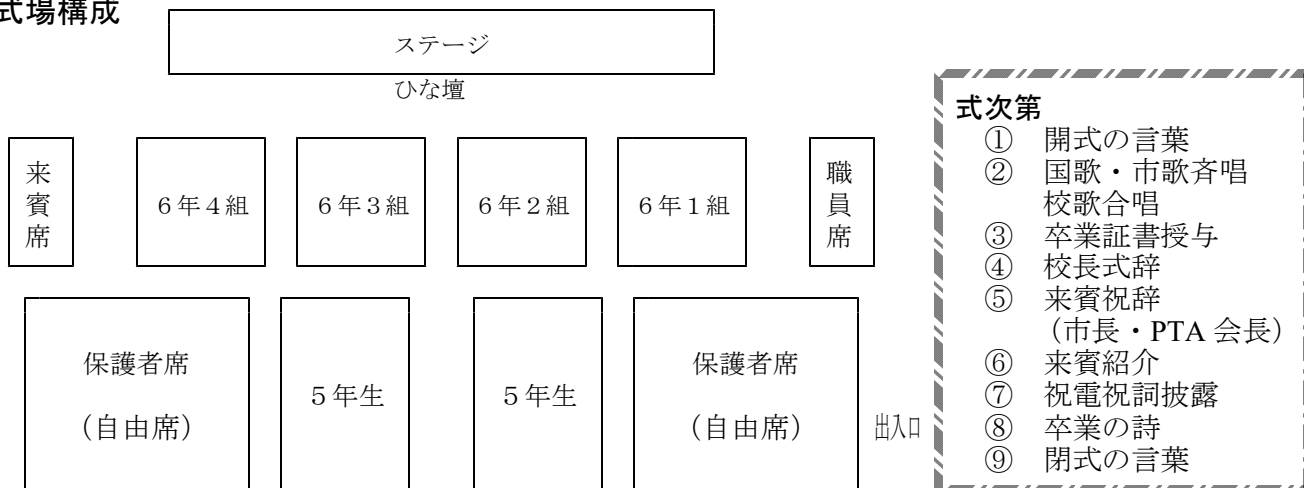 式場構成
ステージ
ひな壇
来賓席
６年４組
６年３組
６年２組
６年１組
職員席
保護者席
（自由席）
５年生
５年生
保護者席
（自由席）
出入口
式次第
① 開式の言葉
② 国歌・市歌斉唱
校歌合唱
③ 卒業証書授与
④ 校長式辞
⑤ 来賓祝辞
（市長・PTA 会長）
⑥ 来賓紹介
⑦ 祝電祝詞披露
⑧ 卒業の詩
⑨ 閉式の言葉